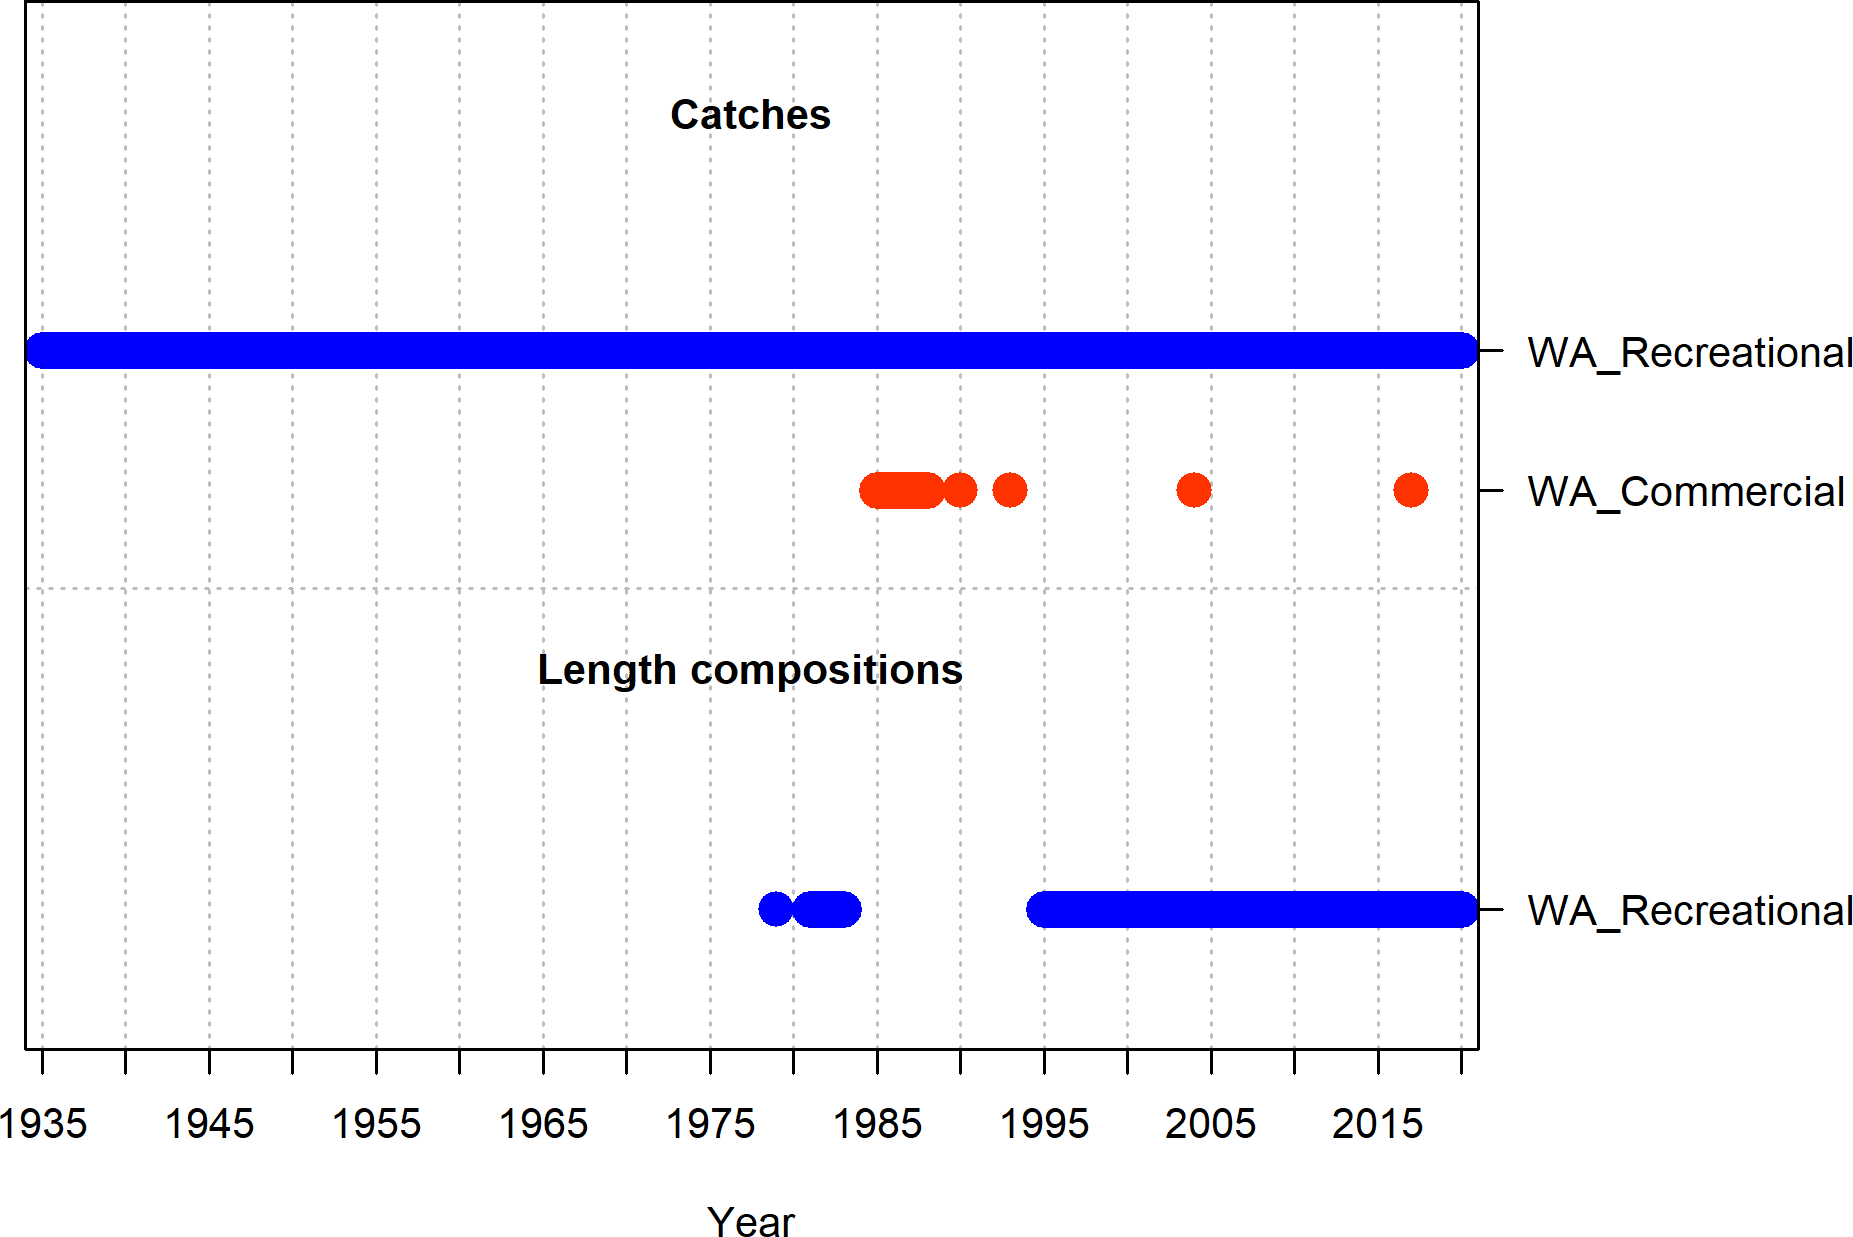 Catches
WA_Recreational
WA_Commercial
Length compositions
WA_Recreational
1935 1945 1955 1965 1975 1985 1995 2005 2015
Year